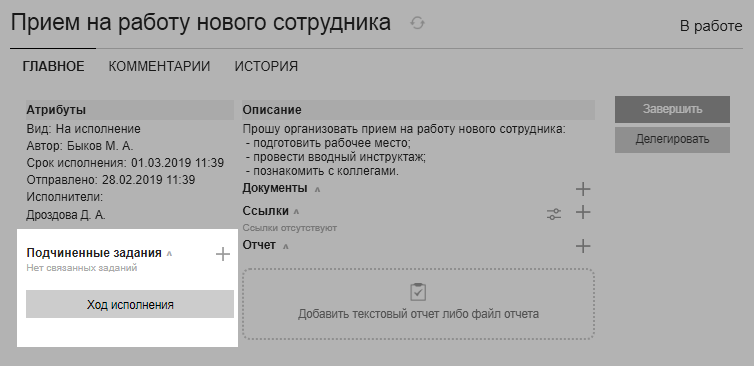 Прием на работу нового сотрудника
В работе
ГЛАВНОЕ КОММЕНТАРИИ ИСТОРИЯ
Атрибуты
Вид: На исполнение
Автор: Быков М. А.
Срок исполнения: 01.03.2019 11:39
Отправлено: 28.02.2019 11:39
Исполнители:
Дроздова Д. А.
Подчиненные задания
Нет связанных заданий
Ход исполнения
Описание
Прошу организовать прием на работу нового сотрудника:
- подготовить рабочее место;
- провести вводный инструктаж;
- познакомить с коллегами.
Документы
Ссылки
Ссылки отсутствуют
Отчет
Добавить текстовый отчет либо файл отчета
Завершить
Делегировать